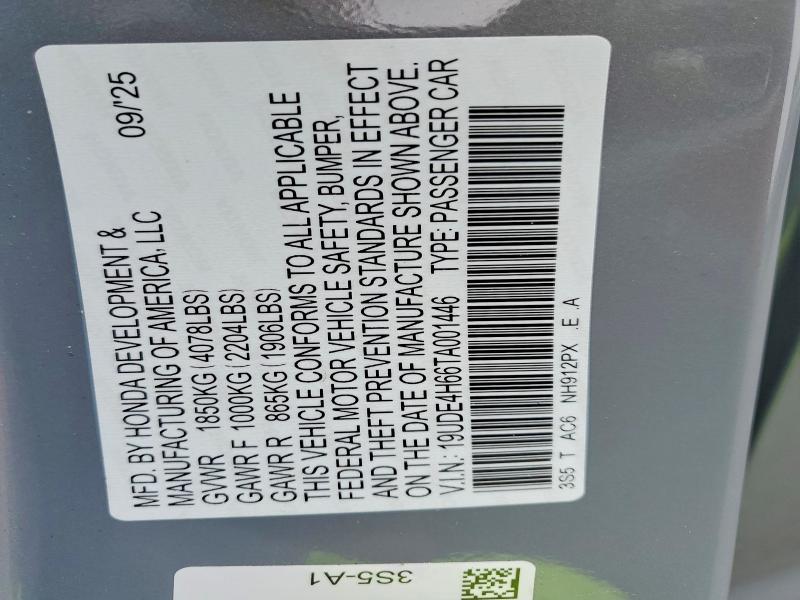 MFD. BY HONDA DEVELOPMENT &
MANUFACTURING OF AMERICA, LLC 09/'25
GVWR 1850KG (4078LBS)
GAWR F 1000KG (2204LBS)
GAWR R 865KG (1906LBS)
THIS VEHICLE CONFORMS TO ALL APPLICABLE
FEDERAL MOTOR VEHICLE SAFETY, BUMPER,
AND THEFT PREVENTION STANDARDS IN EFFECT
ON THE DATE OF MANUFACTURE SHOWN ABOVE.
V.I.N: 19UDE4H66TA001446 TYPE: PASSENGER CAR
3S5 T AC6 NH912PX .E .A
3S5-A1